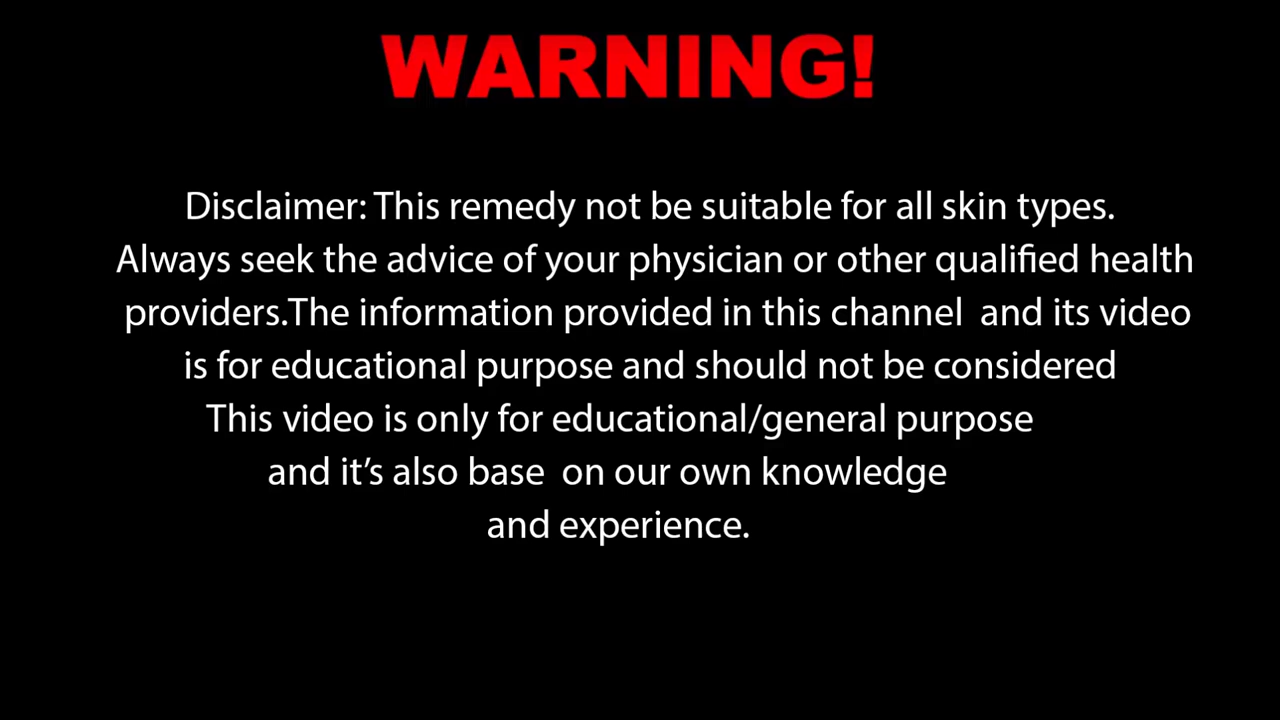 WARNING!
Disclaimer: This remedy not be suitable for all skin types.
Always seek the advice of your physician or other qualified health
providers.The information provided in this channel  and its video
is for educational purpose and should not be considered
This video is only for educational/general purpose
and it’s also base  on our own knowledge
and experience.